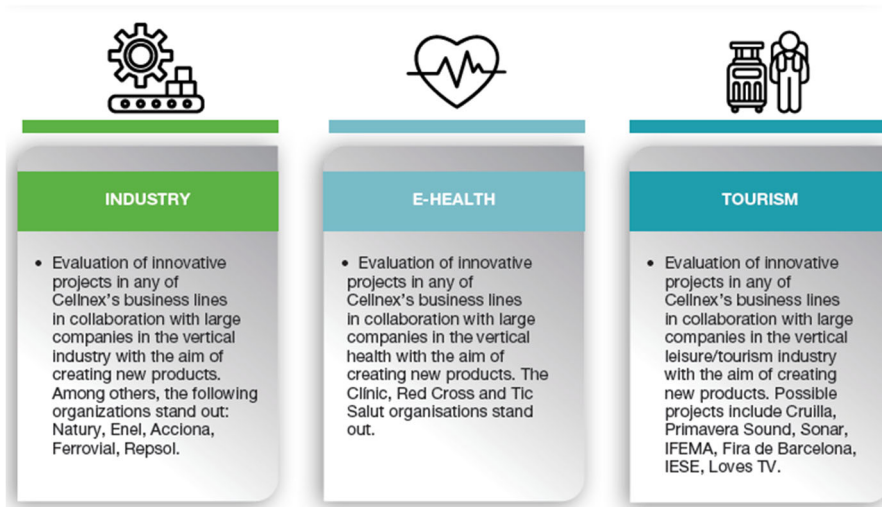 INDUSTRY
• Evaluation of innovative
projects in any of
Cellnex's business lines
in collaboration with large
companies in the vertical
industry with the aim of
creating new products.
Among others, the following
organizations stand out:
Natury, Enel, Acciona,
Ferrovial, Repsol.
E-HEALTH
• Evaluation of innovative
projects in any of
Cellnex's business lines
in collaboration with large
companies in the vertical
health with the aim of
creating new products. The
Clínic, Red Cross and Tic
Salut organisations stand
out.
TOURISM
• Evaluation of innovative
projects in any of
Cellnex's business lines
in collaboration with large
companies in the vertical
leisure/tourism industry
with the aim of creating
new products. Possible
projects include Cruilla,
Primavera Sound, Sonar,
IFEMA, Fira de Barcelona,
IESE, Loves TV.